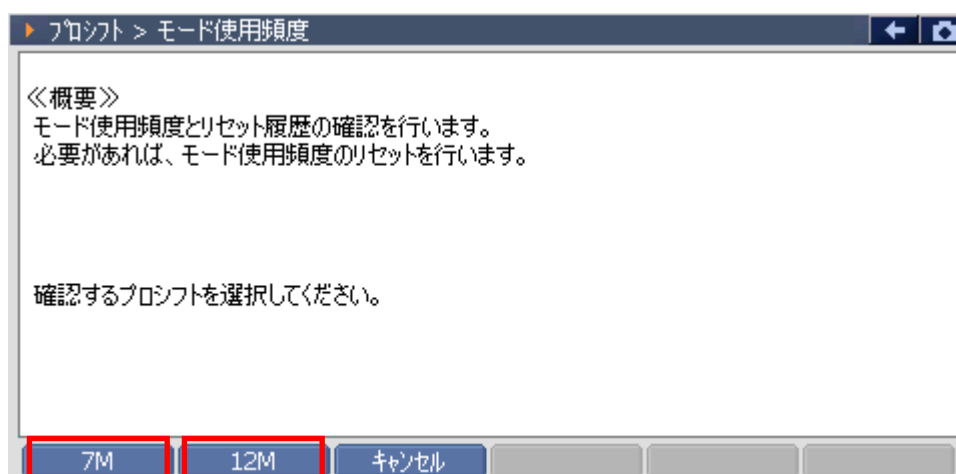 ﾌﾟﾛｼﾌﾄ > モード使用頻度
≪概要≫
モード使用頻度とリセット履歴の確認を行います。
必要があれば、モード使用頻度のリセットを行います。
確認するプロシフトを選択してください。
7M
12M
ｷｬﾝｾﾙ